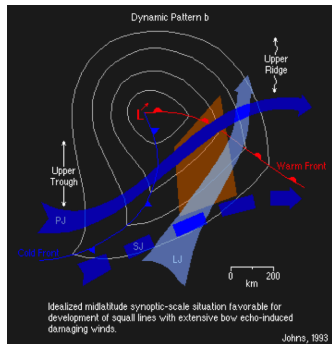 Dynamic Pattern b
Upper
Ridge
L
Warm Front
Upper
Trough
PJ
SJ
LJ
0 200
km
Idealized midlatitude synoptic-scale situation favorable for
development of squall lines with extensive bow echo-induced
damaging winds.
Johns, 1993